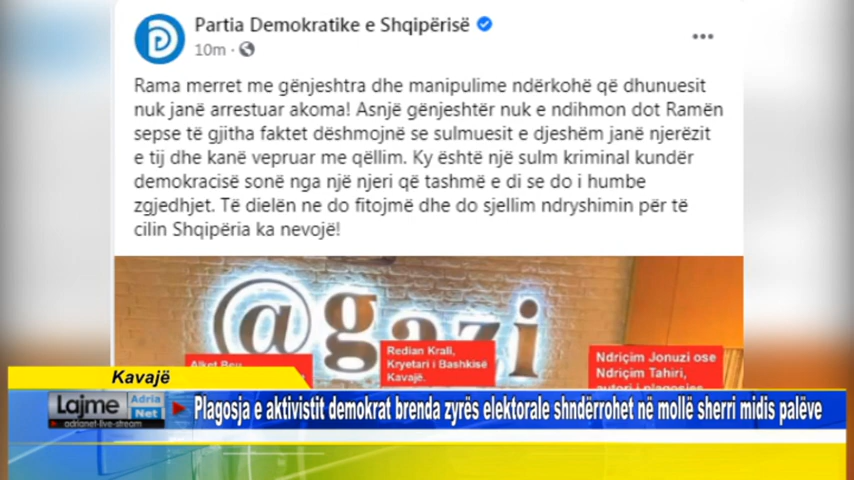 Partia Demokratike e Shqipërisë
10m
Rama merret me gënjeshtra dhe manipulime ndërkohë që dhunuesit
nuk janë arrestuar akoma! Asnjë gënjeshtër nuk e ndihmon dot Ramën
sepse të gjitha faktet dëshmojnë se sulmuesit e djeshëm janë njerëzit
e tij dhe kanë vepruar me qëllim. Ky është një sulm kriminal kundër
demokracisë sonë nga një njeri që tashmë e di se do i humbe
zgjedhjet. Të dielën ne do fitojmë dhe do sjellim ndryshimin për të
cilin Shqipëria ka nevojë!
@gazi
Redian Krali,
Kryetari i Bashkisë
Kavajë.
Ndriçim Jonuzi ose
Ndriçim Tahiri,
Kavajë
Lajme Adria Net
adrianet-live-stream
Plagosja e aktivistit demokrat brenda zyrës elektorale shndërrohet në mollë sherri midis palëve